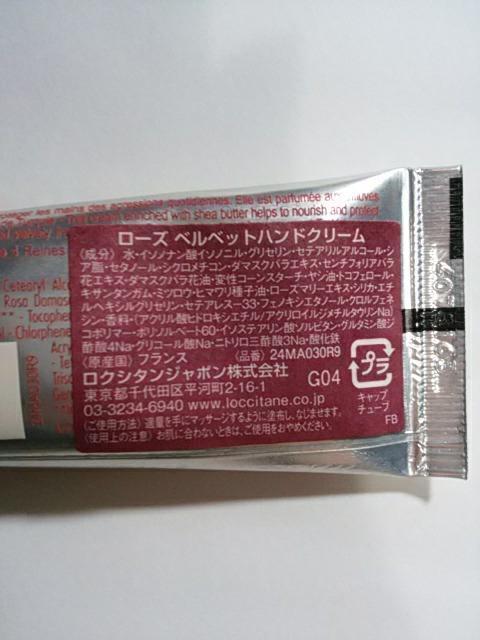 protéger les mains des agressions quotidiennes. Elle est parfumée aux
enriched with shea butter helps to nourish and protect
d Reines
Cetearyl
Rosa
Tocophe
Chlorphene
24MA030R9
ローズ ベルベットハンドクリーム
〈成分〉 水・イソノナン酸イソノニル・グリセリン・セテアリルアルコール・シ
ア脂・セタノール・シクロメチコン・ダマスクバラエキス・センチフォリアバラ
花エキス・ダマスクバラ花油・変性コーンスターチ・ヤシ油・トコフェロール・
キサンタンガム・ミツロウ・ヒマワリ種子油・ローズマリーエキス・シリカ・エチ
ルヘキシルグリセリン・セテアレス-33・フェノキシエタノール・クロルフェネ
シン・香料・(アクリル酸ヒドロキシエチル/アクリロイルジメチルタウリンNa)
コポリマー・ポリソルベート60・イソステアリン酸ソルビタン・グルタミン酸ジ
酢酸4Na・グリコール酸Na・ニトリロ三酢酸3Na・酸化鉄
〈原産国〉 フランス 〈品番〉 24MA030R9
ロクシタンジャポン株式会社
東京都千代田区平河町2-16-1 G04
03-3234-6940 www.loccitane.co.jp
〈ご使用方法〉 適量を手にマッサージするように塗布し、なじませます。
〈使用上の注意〉 お肌に合わないときは、ご使用をおやめください。
プラ
キャップ
チューブ
FB